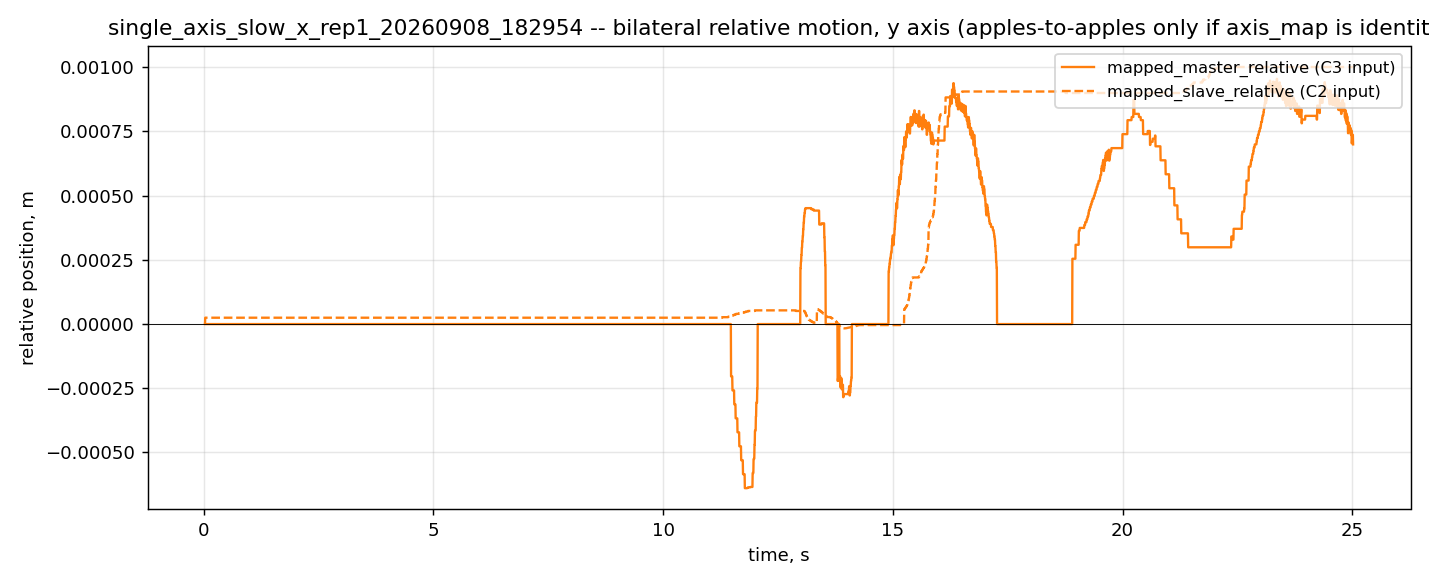 single_axis_slow_x_rep1_20260908_182954 -- bilateral relative motion, y axis (apples-to-apples only if axis_map is identit
0.00100
0.00075
0.00050
0.00025
0.00000
−0.00025
−0.00050
relative position, m
mapped_master_relative (C3 input)
mapped_slave_relative (C2 input)
0
5
10
15
20
25
time, s